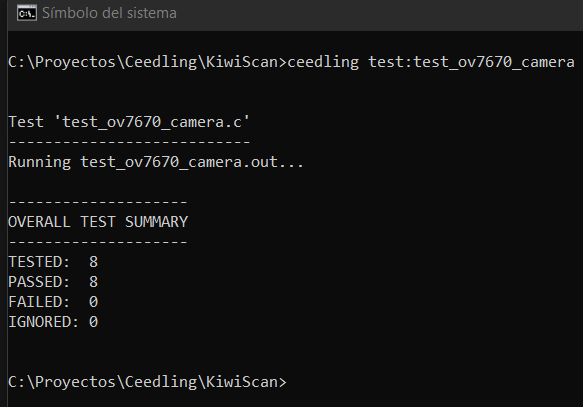 C:\. Símbolo del sistema
C:\Proyectos\Ceedling\KiwiScan>ceedling test:test_ov7670_camera
Test 'test_ov7670_camera.c'
---------------------------
Running test_ov7670_camera.out...
--------------------
OVERALL TEST SUMMARY
--------------------
TESTED:  8
PASSED:  8
FAILED:  0
IGNORED: 0
C:\Proyectos\Ceedling\KiwiScan>